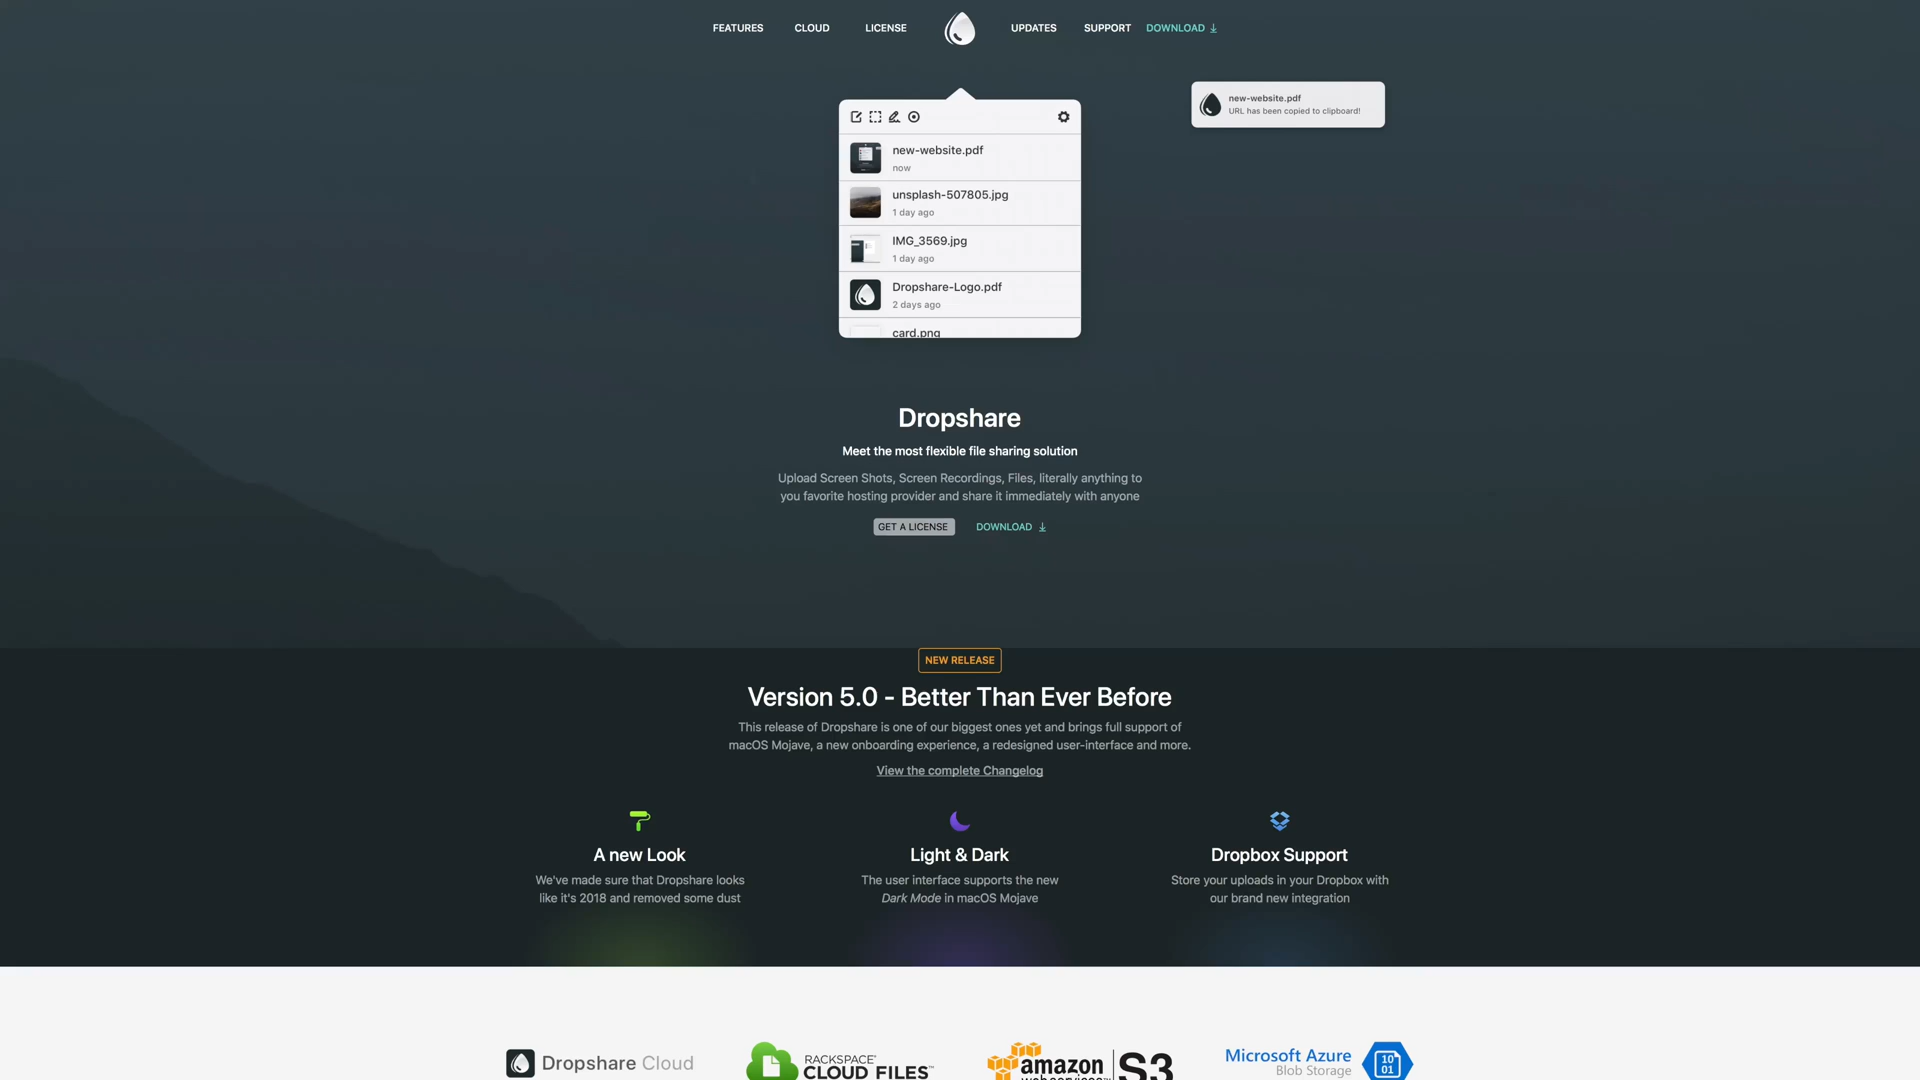 FEATURES CLOUD LICENSE UPDATES SUPPORT DOWNLOAD
new-website.pdf
URL has been copied to clipboard!
new-website.pdf
now
unsplash-507805.jpg
1 day ago
IMG_3569.jpg
1 day ago
Dropshare-Logo.pdf
2 days ago
card.png
Dropshare
Meet the most flexible file sharing solution
Upload Screen Shots, Screen Recordings, Files, literally anything to
you favorite hosting provider and share it immediately with anyone
GET A LICENSE DOWNLOAD
NEW RELEASE
Version 5.0 - Better Than Ever Before
This release of Dropshare is one of our biggest ones yet and brings full support of
macOS Mojave, a new onboarding experience, a redesigned user-interface and more.
View the complete Changelog
A new Look
We've made sure that Dropshare looks
like it's 2018 and removed some dust
Light & Dark
The user interface supports the new
Dark Mode in macOS Mojave
Dropbox Support
Store your uploads in your Dropbox with
our brand new integration
Dropshare Cloud
RACKSPACE
CLOUD FILES™
amazon
webservices™
S3
Microsoft Azure
Blob Storage
10
01